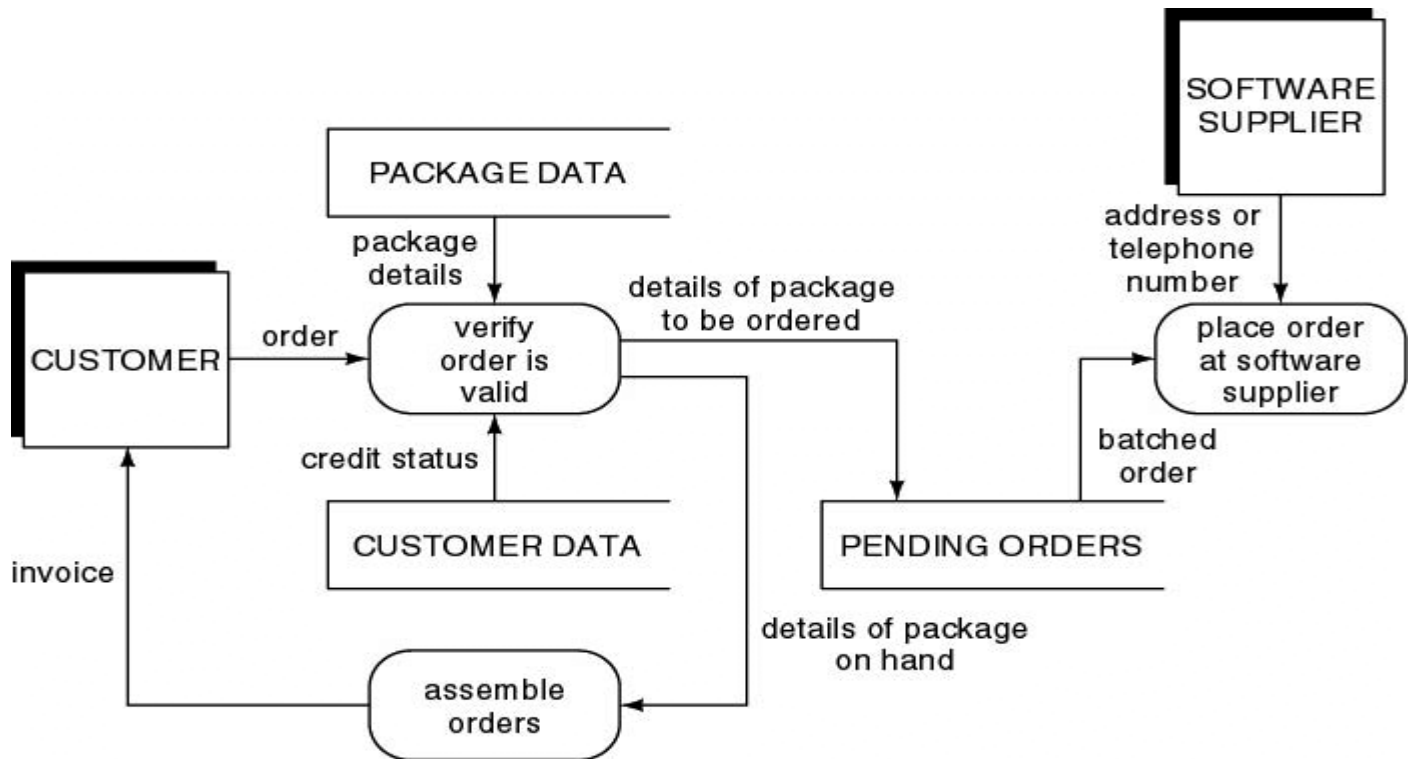 SOFTWARE
SUPPLIER
PACKAGE DATA
address or
telephone
number
package
details
details of package
to be ordered
CUSTOMER
order
verify
order is
valid
place order
at software
supplier
credit status
batched
order
CUSTOMER DATA
PENDING ORDERS
invoice
details of package
on hand
assemble
orders